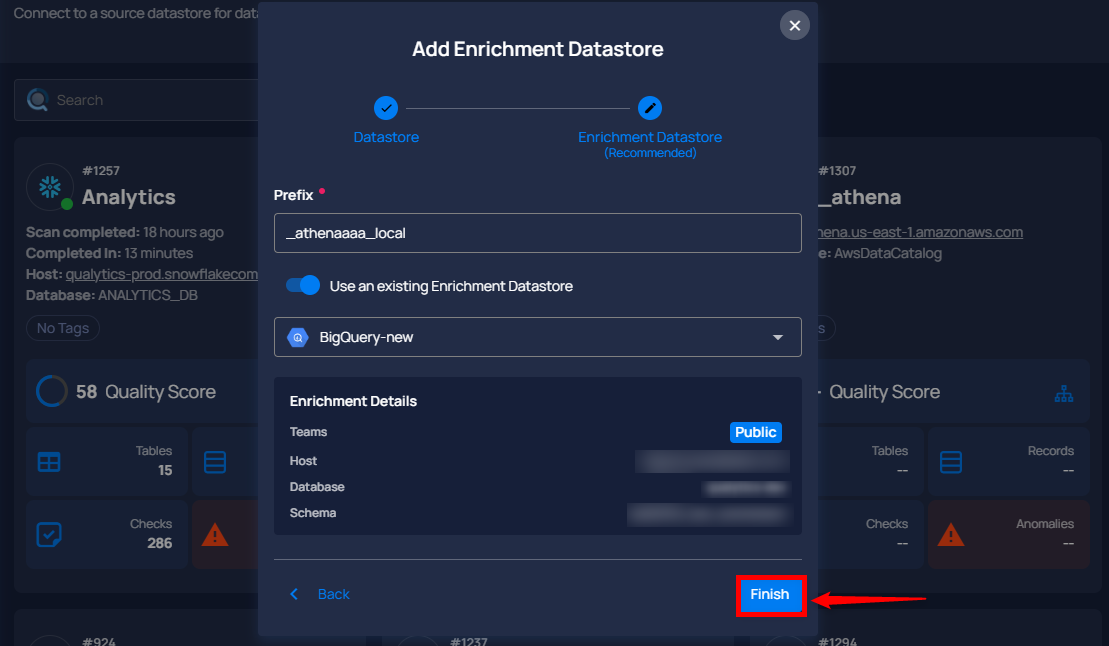 Connect to a source datastore for dat
Add Enrichment Datastore
Datastore
Enrichment Datastore
(Recommended)
Search
#1257
Analytics
Scan completed: 18 hours ago
Completed In: 13 minutes
Host: qualytics-prod.snowflakecom
Database: ANALYTICS_DB
No Tags
58 Quality Score
Tables
15
Checks
286
Prefix
_athenaaaa_local
Use an existing Enrichment Datastore
BigQuery-new
Enrichment Details
Teams
Public
Host
Database
Schema
Back
Finish
#1307
_athena
hena.us-east-1.amazonaws.com
e: AwsDataCatalog
s
- Quality Score
Tables
--
Records
--
Checks
--
Anomalies
--
#924
#1237
#1294